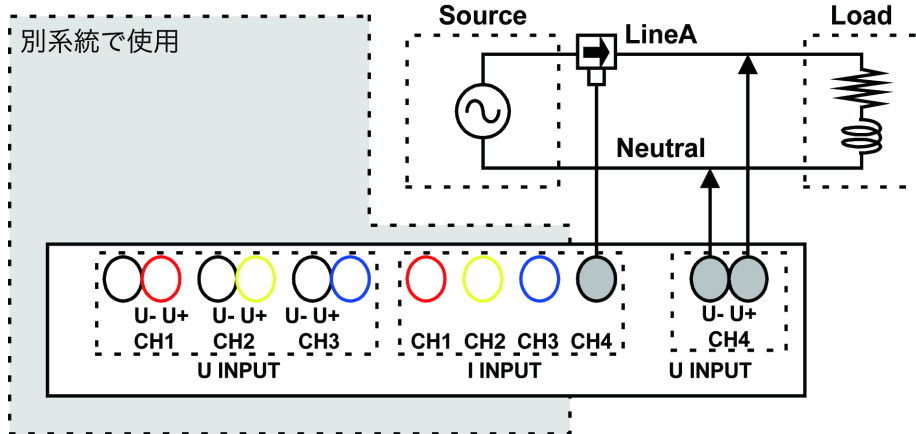 Source
Load
別系統で使用
LineA
Neutral
U- U+ U- U+ U- U+
CH1 CH2 CH3
U INPUT
CH1 CH2 CH3 CH4
I INPUT
U- U+
CH4
U INPUT